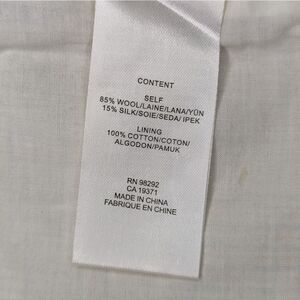 CONTENT
SELF
85% WOOL/LAINE/LANA/YÜN
15% SILK/SOIE/SEDA/ IPEK
LINING
100% COTTON/COTON/
ALGODON/PAMUK
RN 98292
CA 19371
MADE IN CHINA
FABRIQUE EN CHINE